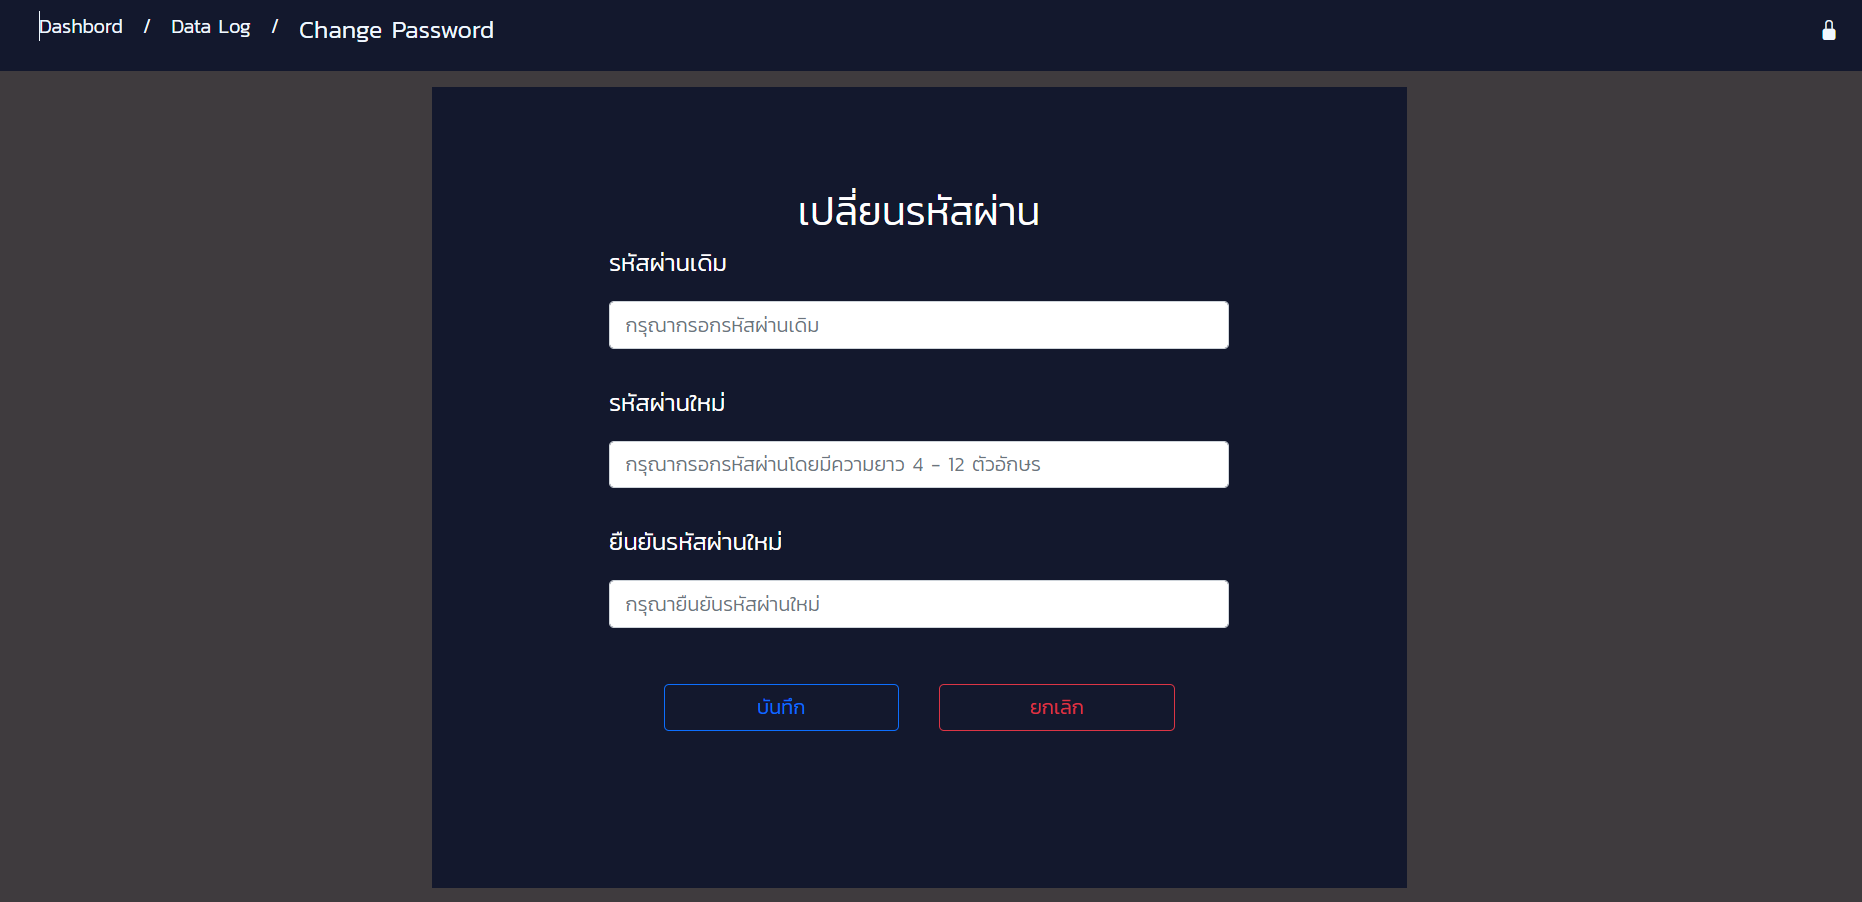 Dashbord / Data Log / Change Password
เปลี่ยนรหัสผ่าน
รหัสผ่านเดิม
กรุณากรอกรหัสผ่านเดิม
รหัสผ่านใหม่
กรุณากรอกรหัสผ่านโดยมีความยาว 4 - 12 ตัวอักษร
ยืนยันรหัสผ่านใหม่
กรุณายืนยันรหัสผ่านใหม่
บันทึก ยกเลิก